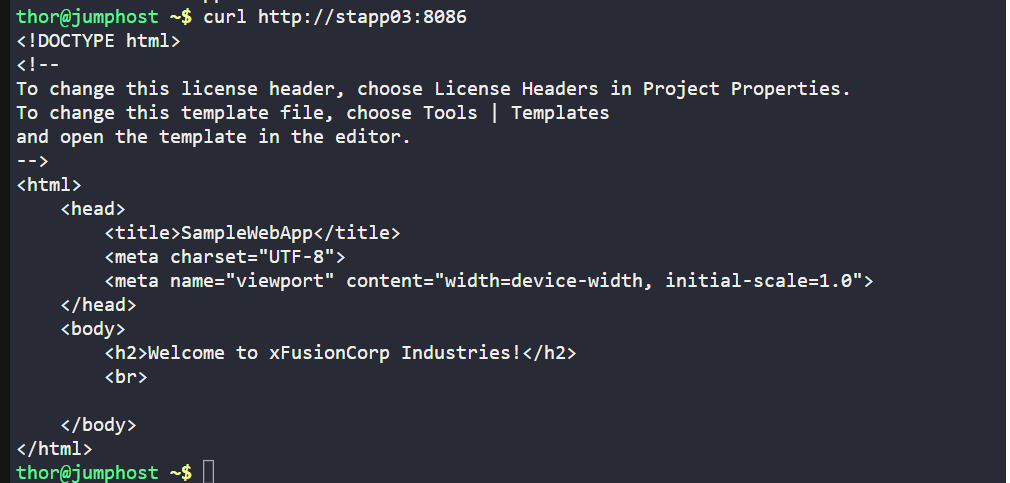 thor@jumphost ~$ curl http://stapp03:8086
<!DOCTYPE html>
<!--
To change this license header, choose License Headers in Project Properties.
To change this template file, choose Tools | Templates
and open the template in the editor.
-->
<html>
    <head>
        <title>SampleWebApp</title>
        <meta charset="UTF-8">
        <meta name="viewport" content="width=device-width, initial-scale=1.0">
    </head>
    <body>
        <h2>Welcome to xFusionCorp Industries!</h2>
        <br>

    </body>
</html>
thor@jumphost ~$